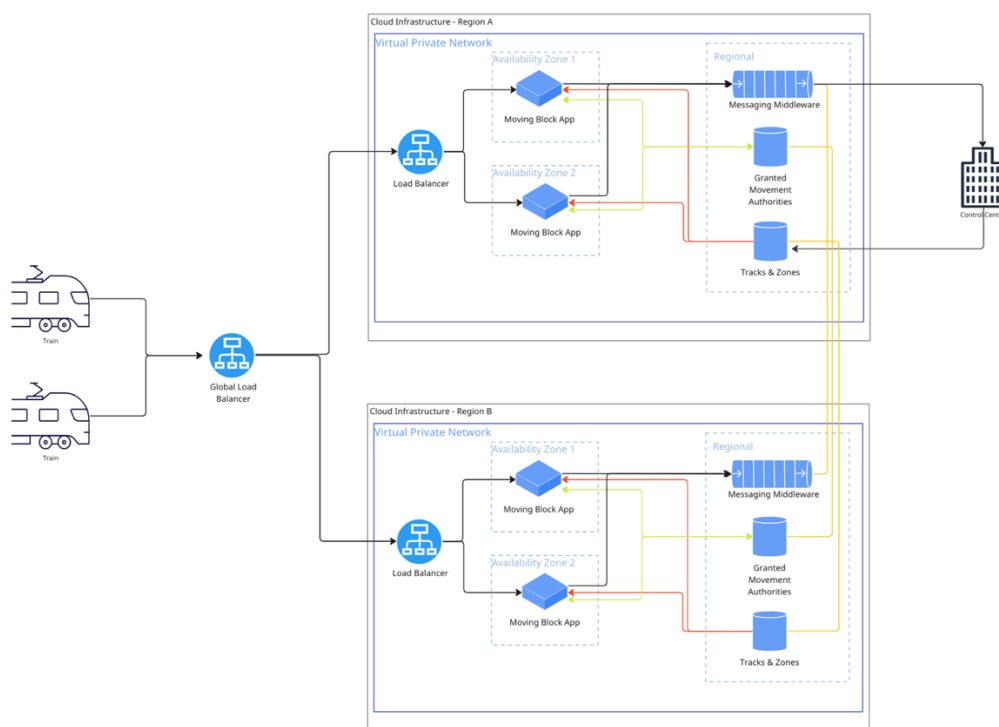 Cloud Infrastructure - Region A
Virtual Private Network
Availability Zone 1
Moving Block App
Availability Zone 2
Moving Block App
Load Balancer
Regional
Messaging Middleware
Granted
Movement
Authorities
Tracks & Zones
Control Cent
Train
Train
Global Load
Balancer
Cloud Infrastructure - Region B
Virtual Private Network
Availability Zone 1
Moving Block App
Availability Zone 2
Moving Block App
Load Balancer
Regional
Messaging Middleware
Granted
Movement
Authorities
Tracks & Zones